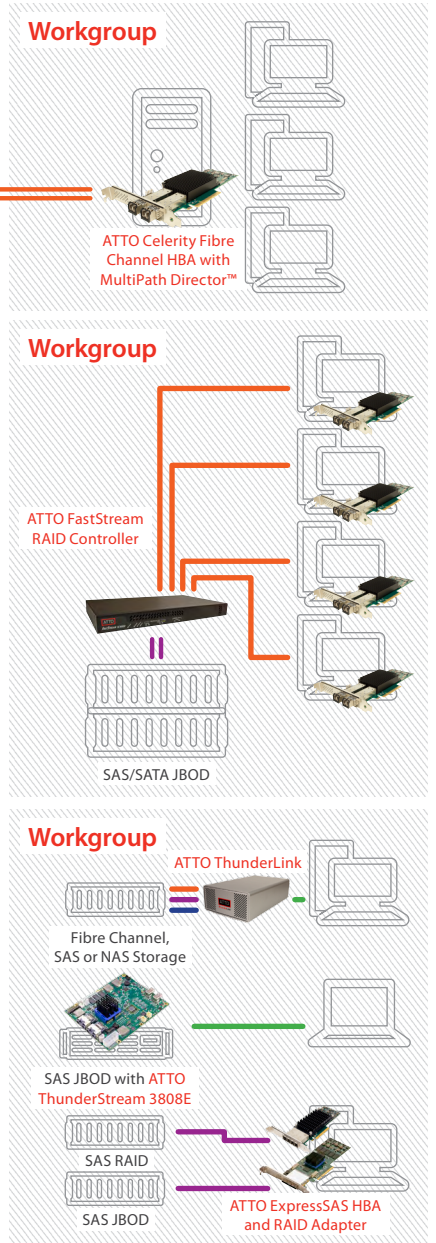 Workgroup
ATTO Celerity Fibre
Channel HBA with
MultiPath Director™
Workgroup
ATTO FastStream
RAID Controller
ATTO
SAS/SATA JBOD
Workgroup
ATTO ThunderLink
Fibre Channel,
SAS or NAS Storage
SAS JBOD with ATTO
ThunderStream 3808E
SAS RAID
SAS JBOD
ATTO ExpressSAS HBA
and RAID Adapter